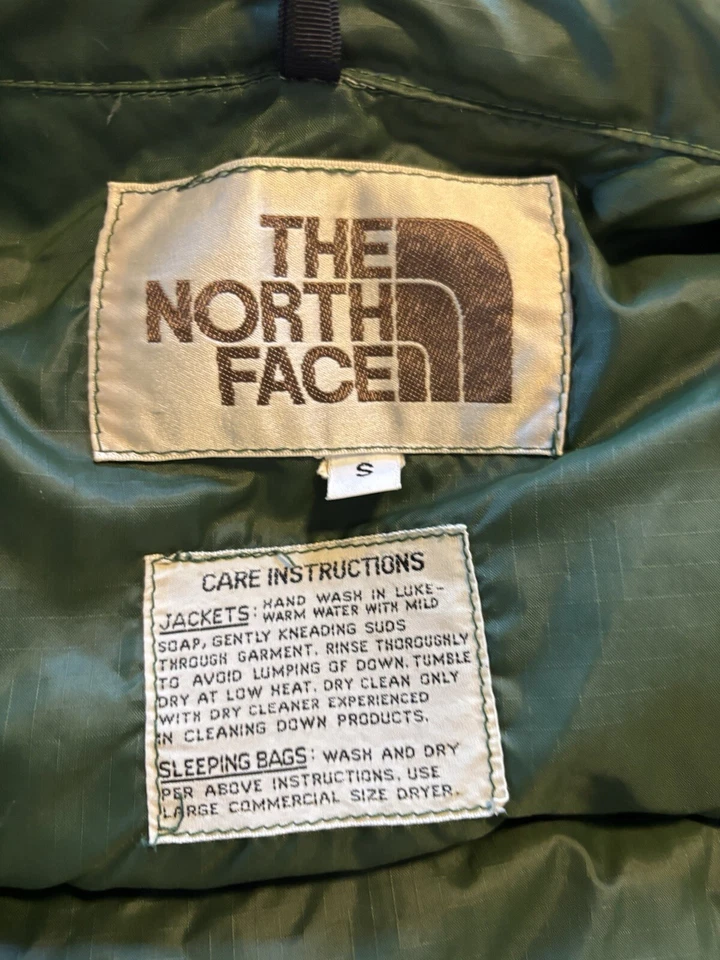 THE
NORTH
FACE
S
CARE INSTRUCTIONS
JACKETS: HAND WASH IN LUKE-
WARM WATER WITH MILD
SOAP, GENTLY KNEADING SUDS
THROUGH GARMENT. RINSE THOROUGHLY
TO AVOID LUMPING OF DOWN. TUMBLE
DRY AT LOW HEAT. DRY CLEAN ONLY
WITH DRY CLEANER EXPERIENCED
IN CLEANING DOWN PRODUCTS.
SLEEPING BAGS: WASH AND DRY
PER ABOVE INSTRUCTIONS. USE
LARGE COMMERCIAL SIZE DRYER.